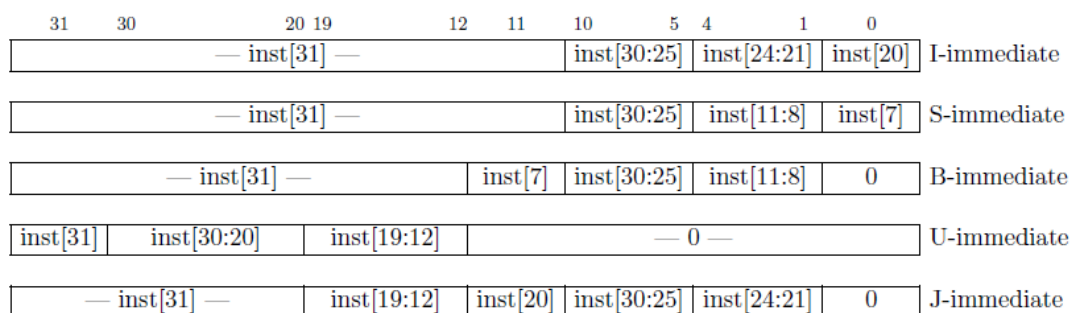 31 30 20 19 12 11 10 5 4 1 0
— inst[31] — inst[30:25] inst[24:21] inst[20] I-immediate
— inst[31] — inst[30:25] inst[11:8] inst[7] S-immediate
— inst[31] — inst[7] inst[30:25] inst[11:8] 0 B-immediate
inst[31] inst[30:20] inst[19:12] — 0 — U-immediate
— inst[31] — inst[19:12] inst[20] inst[30:25] inst[24:21] 0 J-immediate